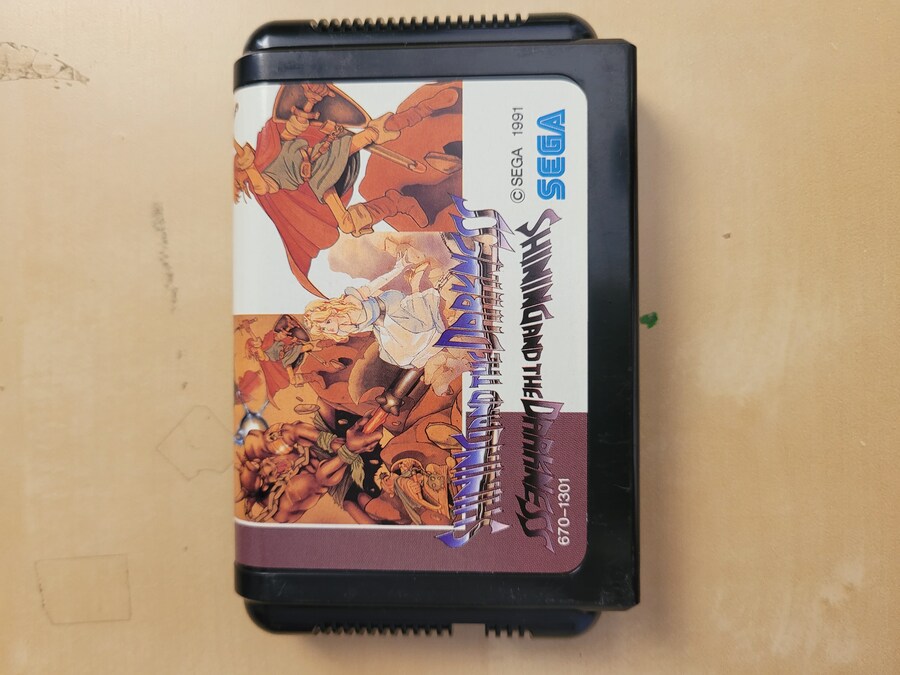 SHINING AND THE DARKNESS
SHINING AND THE DARKNESS
670-1301
© SEGA 1991
SEGA